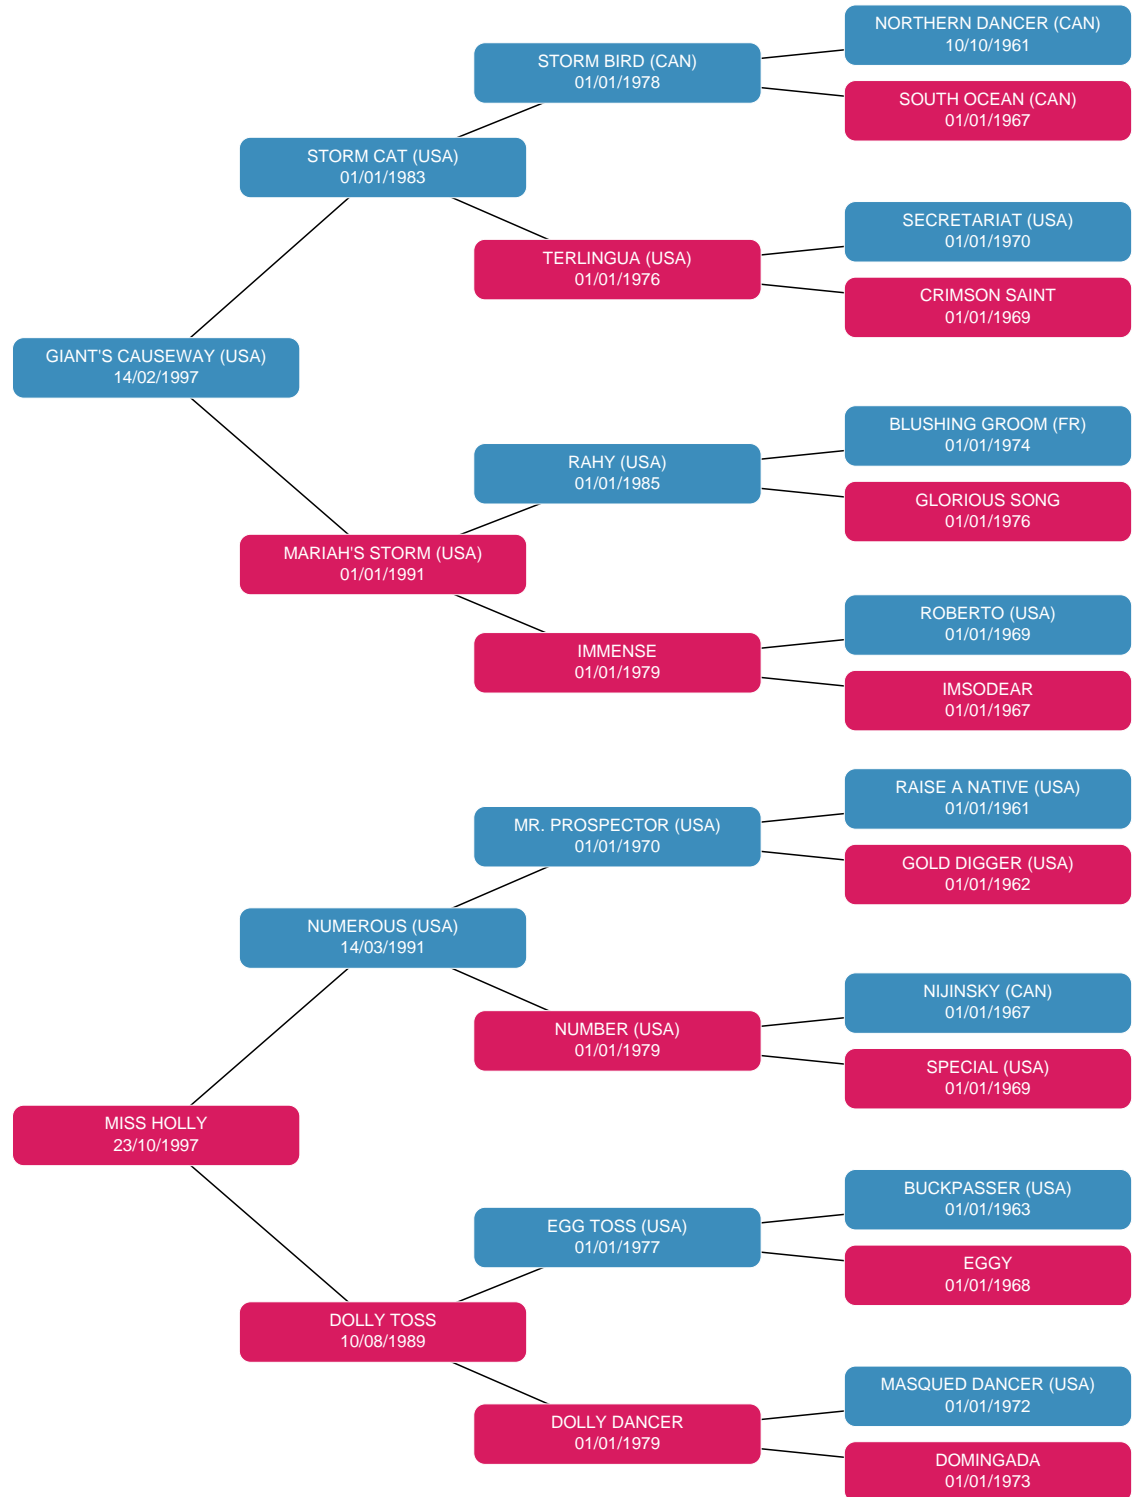 NORTHERN DANCER (CAN)
10/10/1961
STORM BIRD (CAN)
01/01/1978
SOUTH OCEAN (CAN)
01/01/1967
STORM CAT (USA)
01/01/1983
SECRETARIAT (USA)
01/01/1970
TERLINGUA (USA)
01/01/1976
CRIMSON SAINT
01/01/1969
GIANT'S CAUSEWAY (USA)
14/02/1997
BLUSHING GROOM (FR)
01/01/1974
RAHY (USA)
01/01/1985
GLORIOUS SONG
01/01/1976
MARIAH'S STORM (USA)
01/01/1991
ROBERTO (USA)
01/01/1969
IMMENSE
01/01/1979
IMSODEAR
01/01/1967
RAISE A NATIVE (USA)
01/01/1961
MR. PROSPECTOR (USA)
01/01/1970
GOLD DIGGER (USA)
01/01/1962
NUMEROUS (USA)
14/03/1991
NIJINSKY (CAN)
01/01/1967
NUMBER (USA)
01/01/1979
SPECIAL (USA)
01/01/1969
MISS HOLLY
23/10/1997
BUCKPASSER (USA)
01/01/1963
EGG TOSS (USA)
01/01/1977
EGGY
01/01/1968
DOLLY TOSS
10/08/1989
MASQUED DANCER (USA)
01/01/1972
DOLLY DANCER
01/01/1979
DOMINGADA
01/01/1973